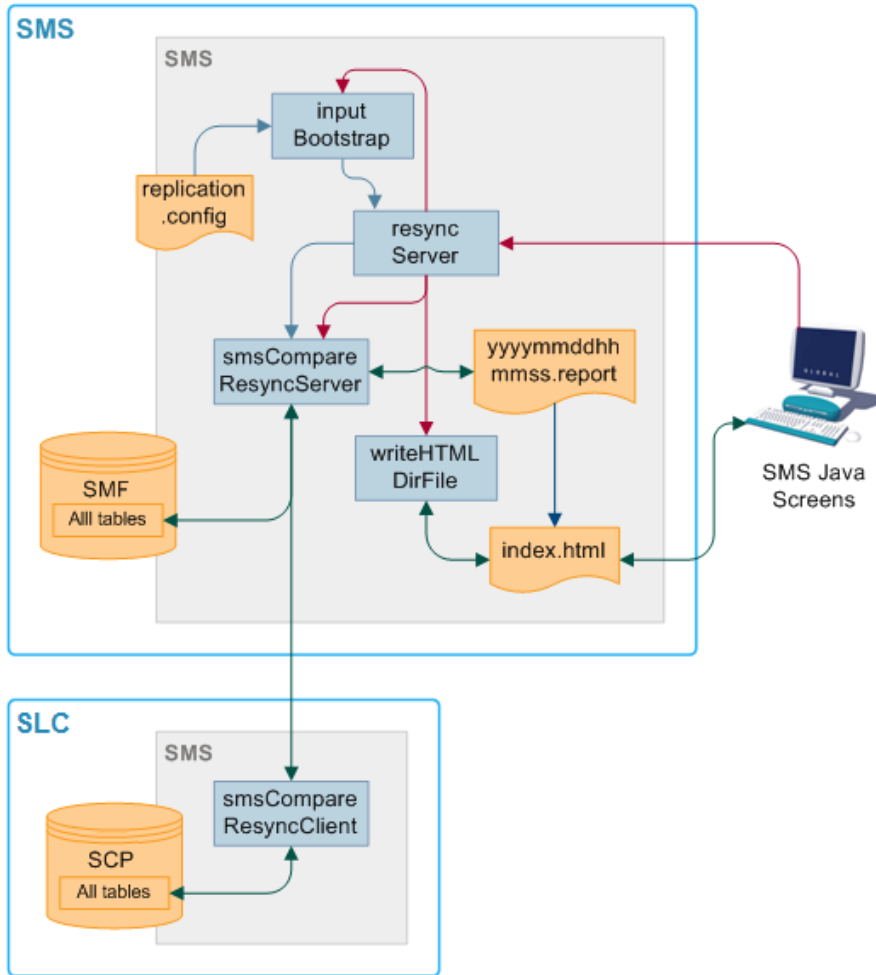 SMS
SMS
input
Bootstrap
replication
.config
resync
Server
smsCompare
ResyncServer
yyyymmddhh
mmss.report
GLOBAL
writeHTML
DirFile
SMS Java
Screens
SMF
Alll tables
index.html
SLC
SMS
smsCompare
ResyncClient
SCP
All tables